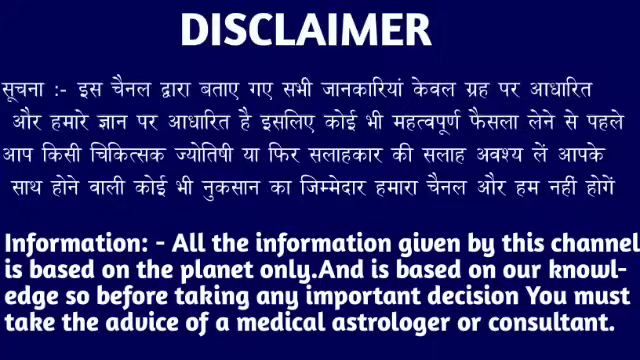 DISCLAIMER
सूचना :- इस चैनल द्वारा बताए गए सभी जानकारियां केवल ग्रह पर आधारित
और हमारे ज्ञान पर आधारित है इसलिए कोई भी महत्वपूर्ण फैसला लेने से पहले
आप किसी चिकित्सक ज्योतिषी या फिर सलाहकार की सलाह अवश्य लें आपके
साथ होने वाली कोई भी नुकसान का जिम्मेदार हमारा चैनल और हम नहीं होगें
Information: - All the information given by this channel
is based on the planet only.And is based on our knowl-
edge so before taking any important decision You must
take the advice of a medical astrologer or consultant.